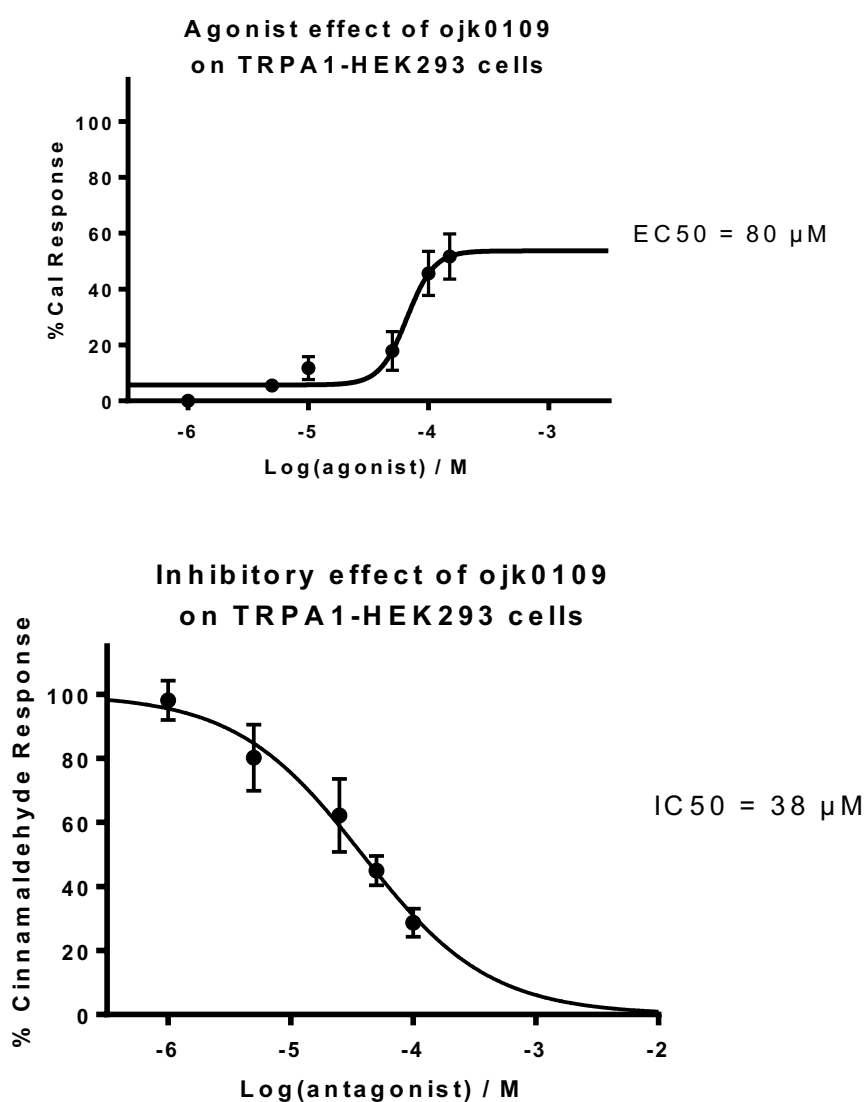 Agonist effect of ojk0109
on TRPA1-HEK293 cells
100
80
60
40
20
0
%CaI Response
-6
-5
-4
-3
Log(agonist) / M
EC50 = 80 µM
Inhibitory effect of ojk0109
on TRPA1-HEK293 cells
100
80
60
40
20
0
% Cinnamaldehyde Response
-6
-5
-4
-3
-2
Log(antagonist) / M
IC50 = 38 µM